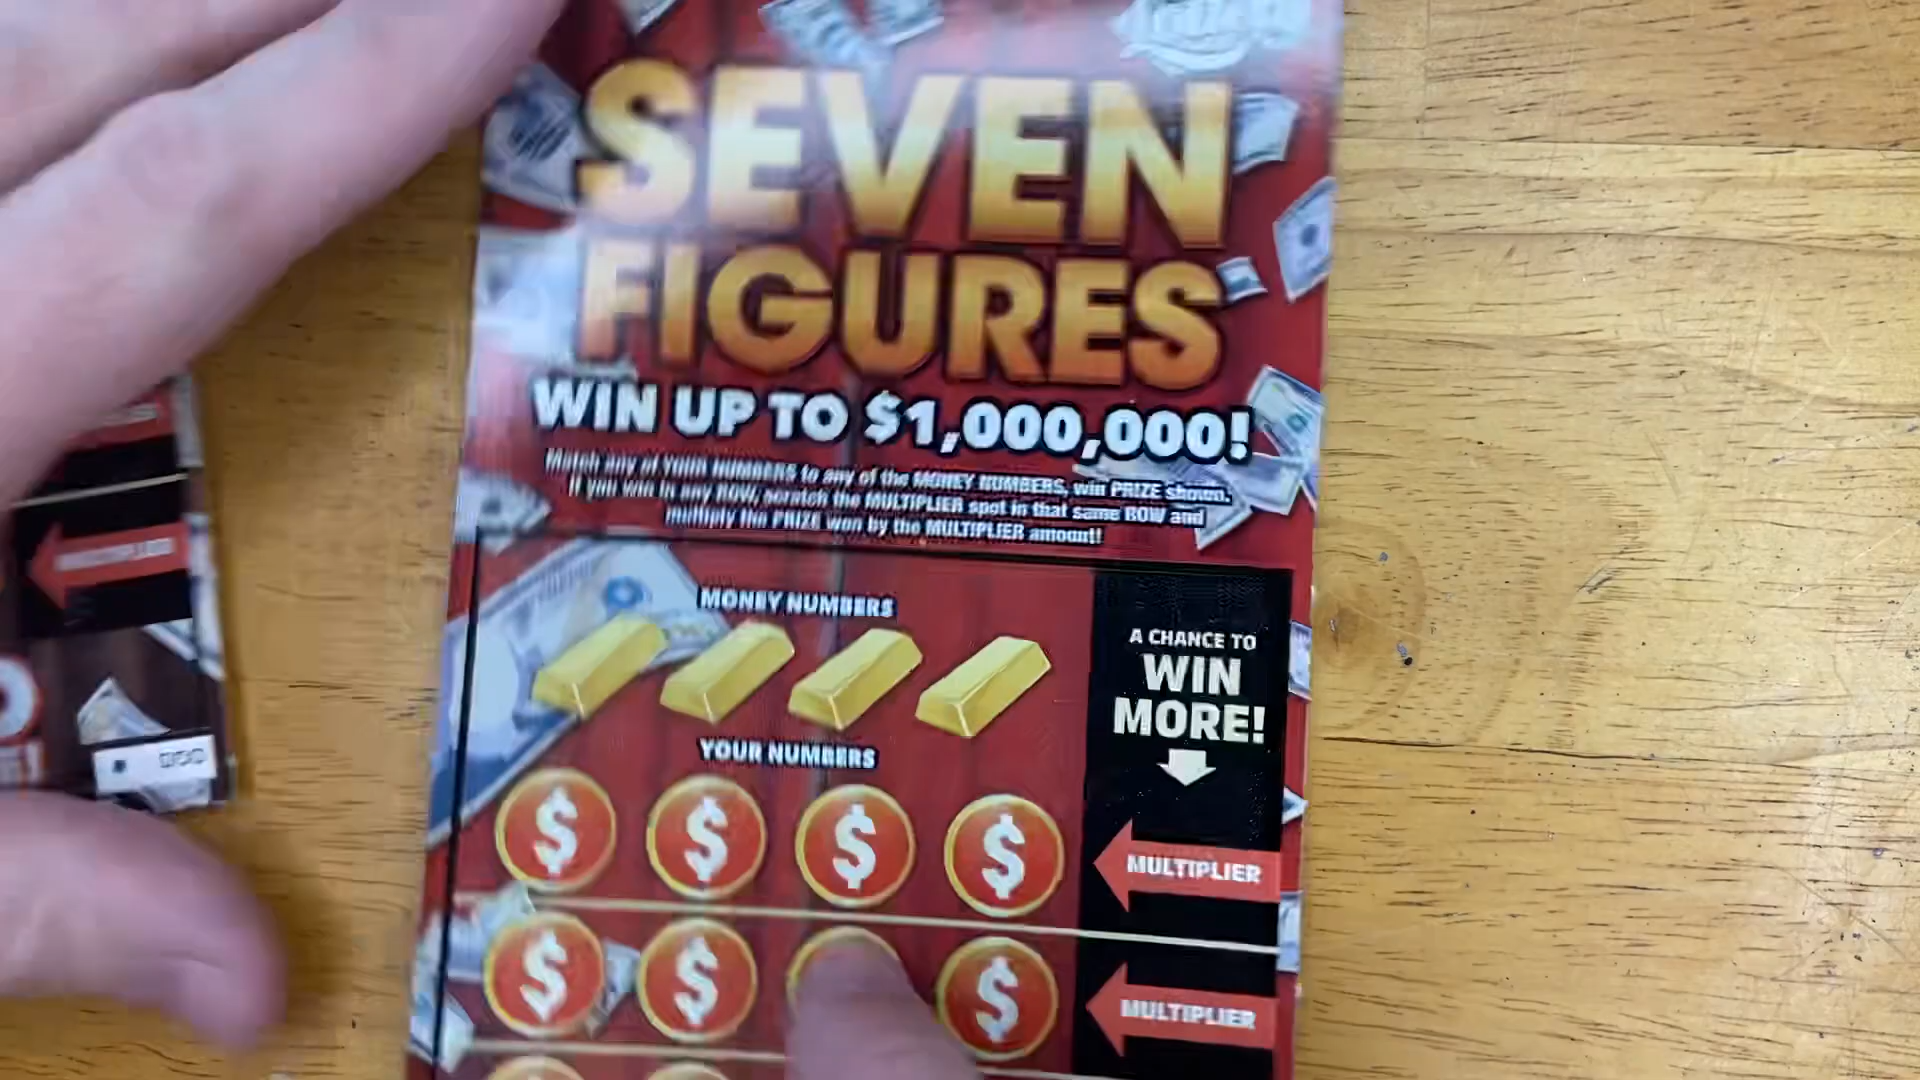 SEVEN
FIGURES
WIN UP TO $1,000,000!
Match any of YOUR NUMBERS to any of the MONEY NUMBERS, win PRIZE shown.
If you win in any ROW, scratch the MULTIPLIER spot in that same ROW and
multiply the PRIZE won by the MULTIPLIER amount!
MONEY NUMBERS
A CHANCE TO
WIN
MORE!
YOUR NUMBERS
$ $ $ $
MULTIPLIER
$ $ $
MULTIPLIER
$
MULTIPLIER